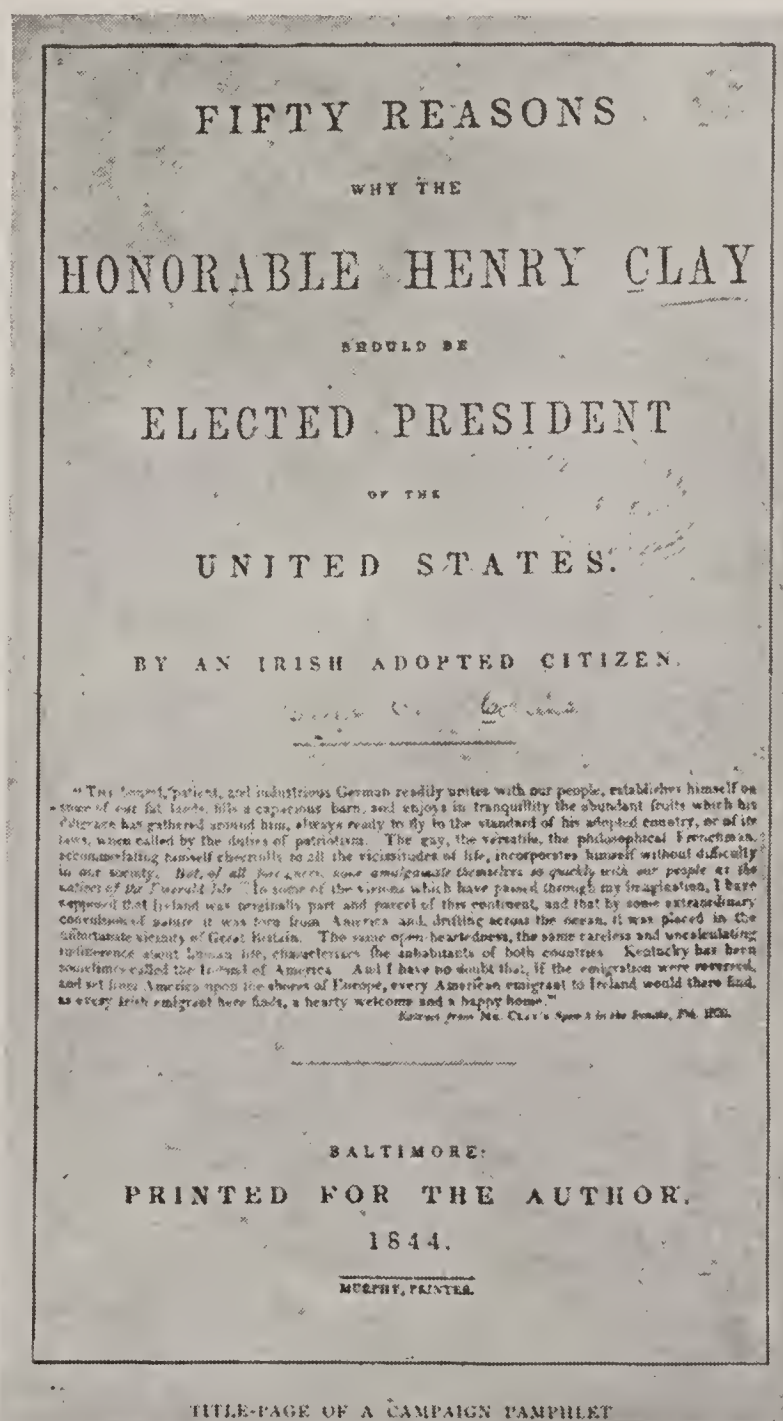 FIFTY REASONS
WHY THE
HONORABLE HENRY CLAY
SHOULD BE
ELECTED PRESIDENT
OF THE
UNITED STATES.
BY AN IRISH ADOPTED CITIZEN.
"The honest, patient, and industrious German readily unites with our people, establishes himself on
some of our fat lands, fills a capacious barn, and enjoys in tranquillity the abundant fruits which his
diligence has gathered around him, always ready to fly to the standard of his adopted country, or of its
laws, when called by the duties of patriotism. The gay, the versatile, the philosophical Frenchman,
accommodating himself cheerfully to all the vicissitudes of life, incorporates himself without difficulty
in our society. But, of all foreigners, none amalgamate themselves so quickly with our people as the
natives of the Emerald Isle. In some of the visions which have passed through my imagination, I have
supposed that Ireland was originally part and parcel of this continent, and that by some extraordinary
convulsion of nature it was torn from America and, drifting across the ocean, it was placed in the
unfortunate vicinity of Great Britain. The same open-heartedness, the same careless and uncalculating
indifference about human life, characterises the inhabitants of both countries. Kentucky has been
sometimes called the Ireland of America. And I have no doubt that, if the emigration were reversed,
and set from America upon the shores of Europe, every American emigrant to Ireland would there find,
as every Irish emigrant here finds, a hearty welcome and a happy home."
Extract from Mr. Clay's Speech in the Senate, Feb.
BALTIMORE:
PRINTED FOR THE AUTHOR.
1844.
MURPHY, PRINTER.
TITLE-PAGE OF A CAMPAIGN PAMPHLET